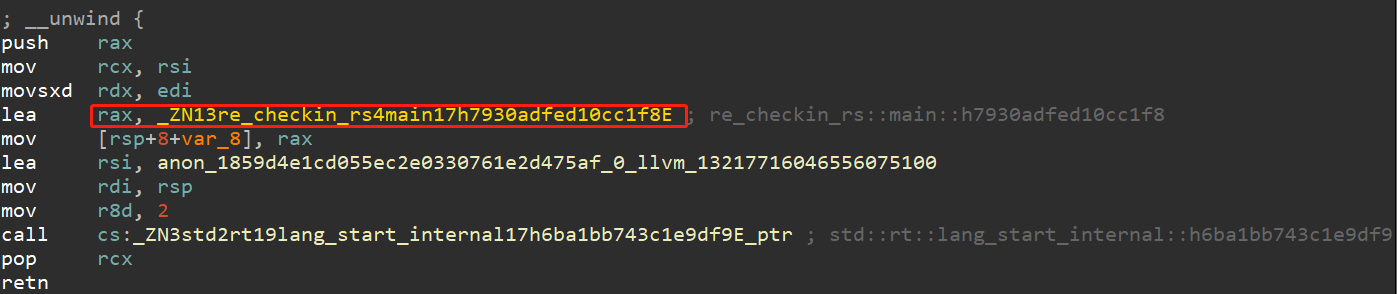 ; __unwind {
push rax
mov rcx, rsi
movsxd rdx, edi
lea rax, _ZN13re_checkin_rs4main17h7930adfed10cc1f8E ; re_checkin_rs::main::h7930adfed10cc1f8
mov [rsp+8+var_8], rax
lea rsi, anon_1859d4e1cd055ec2e0330761e2d475af_0_llvm_13217716046556075100
mov rdi, rsp
mov r8d, 2
call cs:_ZN3std2rt19lang_start_internal17h6ba1bb743c1e9df9E_ptr ; std::rt::lang_start_internal::h6ba1bb743c1e9df9
pop rcx
retn